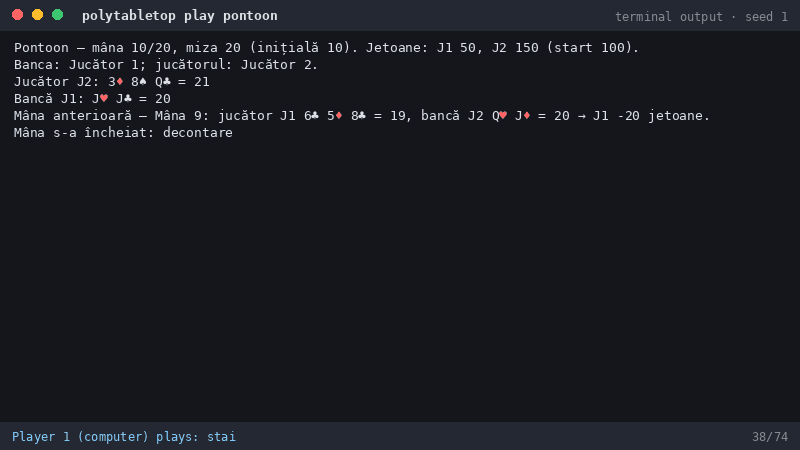 polytabletop play pontoon
terminal output · seed 1
Pontoon — mâna 10/20, miza 20 (inițială 10). Jetoane: J1 50, J2 150 (start 100).
Banca: Jucător 1; jucătorul: Jucător 2.
Jucător J2: 3♦ 8♠ Q♣ = 21
Bancă J1: J♥ J♣ = 20
Mâna anterioară — Mâna 9: jucător J1 6♣ 5♦ 8♣ = 19, bancă J2 Q♥ J♦ = 20 → J1 -20 jetoane.
Mâna s-a încheiat: decontare
Player 1 (computer) plays: stai
38/74